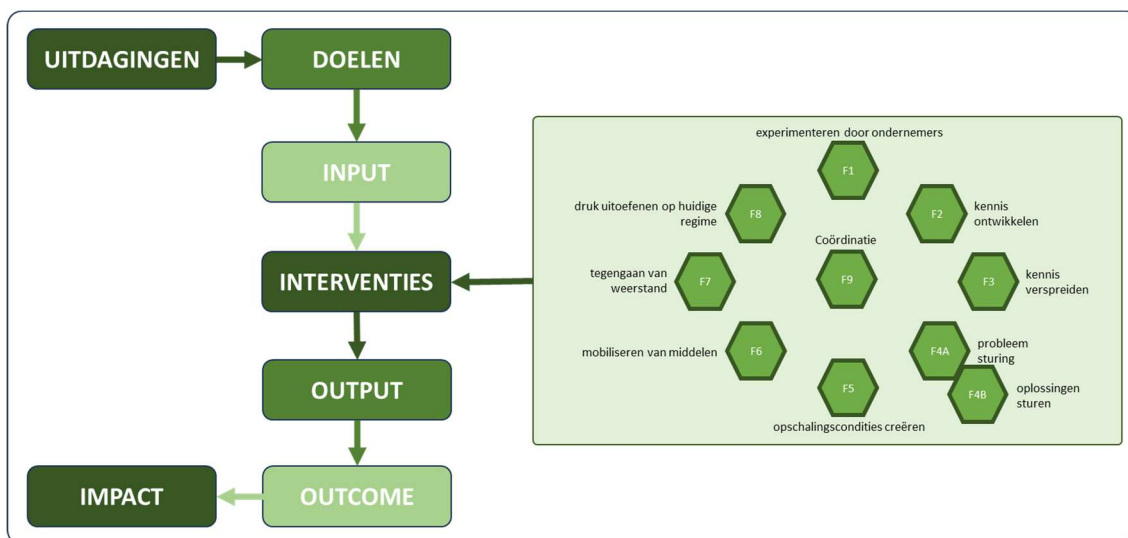 UITDAGINGEN
DOELEN
INPUT
INTERVENTIES
OUTPUT
OUTCOME
IMPACT
experimenteren door ondernemers
F1
druk uitoefenen op huidige
regime
F8
F2
kennis
ontwikkelen
Coördinatie
F9
tegengaan van
weerstand
F7
F3
kennis
verspreiden
mobiliseren van middelen
F6
F4A
probleem
sturing
F5
opschalingscondities creëren
F4B
oplossingen
sturen